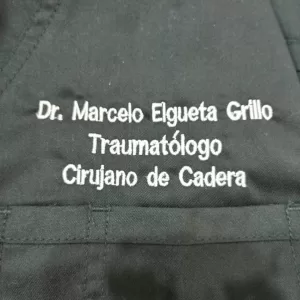 Dr. Marcelo Elgueta Grillo
Traumatólogo
Cirujano de Cadera